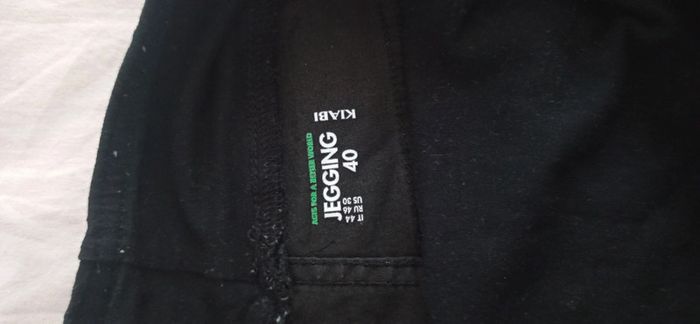 KIABI
ACTS FOR A BETTER WORLD
JEGGING
40
IT 44
RU 46
US 30